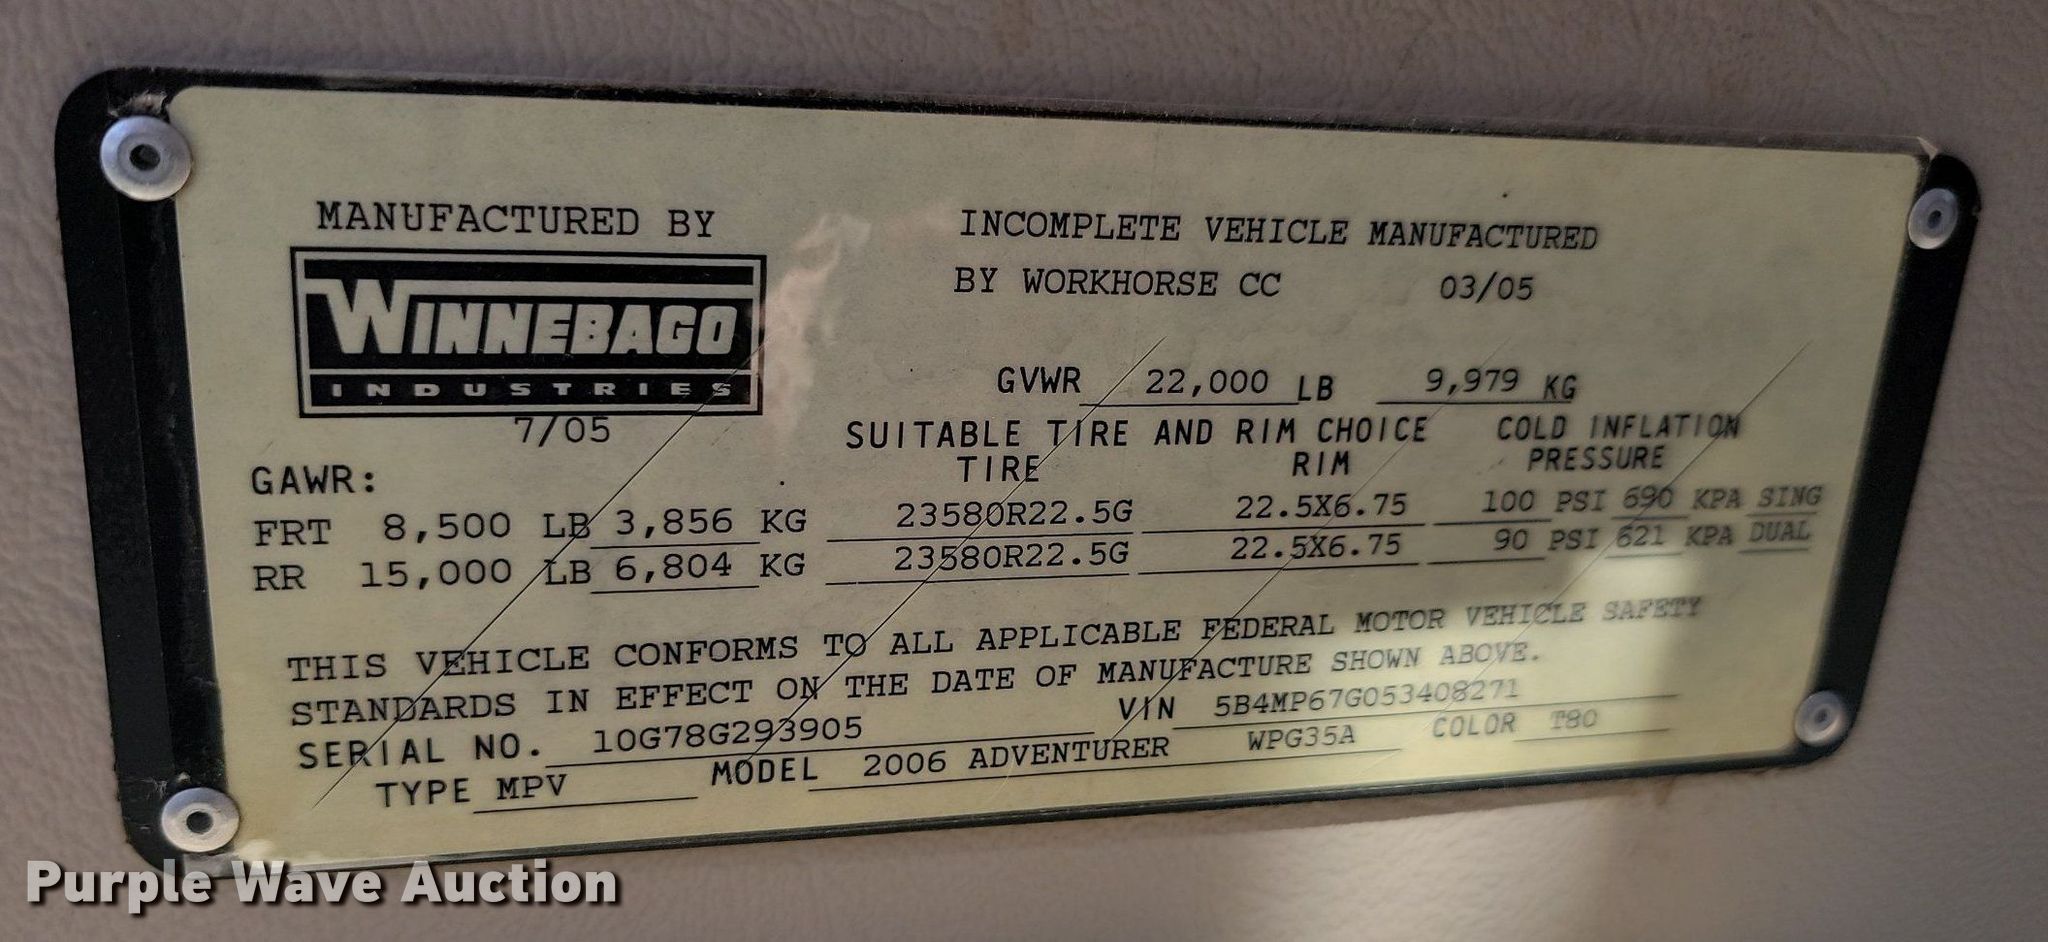 MANUFACTURED BY
WINNEBAGO
INDUSTRIES
7/05
INCOMPLETE VEHICLE MANUFACTURED
BY WORKHORSE CC 03/05
GVWR 22,000 LB 9,979 KG
SUITABLE TIRE AND RIM CHOICE COLD INFLATION
TIRE RIM PRESSURE
GAWR:
FRT 8,500 LB 3,856 KG 23580R22.5G 22.5X6.75 100 PSI 690 KPA SING
RR 15,000 LB 6,804 KG 23580R22.5G 22.5X6.75 90 PSI 621 KPA DUAL
THIS VEHICLE CONFORMS TO ALL APPLICABLE FEDERAL MOTOR VEHICLE SAFETY
STANDARDS IN EFFECT ON THE DATE OF MANUFACTURE SHOWN ABOVE.
SERIAL NO. 10G78G293905 VIN 5B4MP67G053408271
TYPE MPV MODEL 2006 ADVENTURER WPG35A COLOR T80
Purple Wave Auction